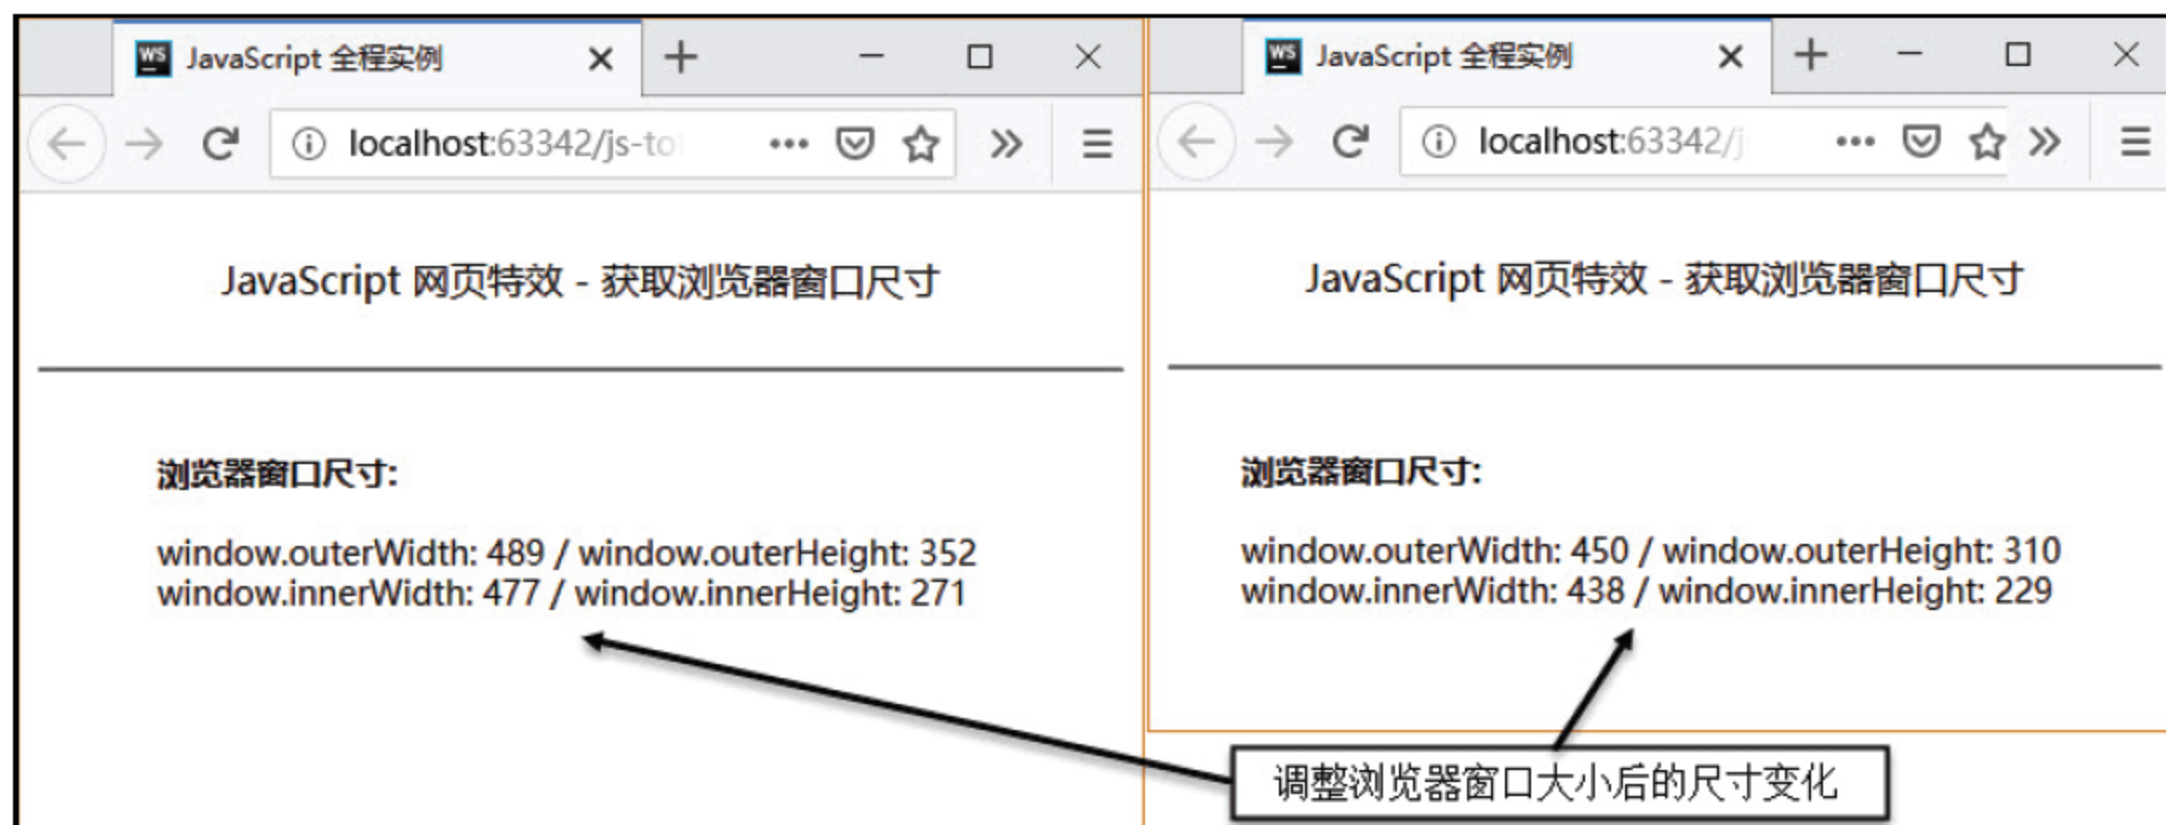 WS JavaScript 全程实例
localhost:63342/js-to
JavaScript 网页特效 - 获取浏览器窗口尺寸
浏览器窗口尺寸:
window.outerWidth: 489 / window.outerHeight: 352
window.innerWidth: 477 / window.innerHeight: 271
WS JavaScript 全程实例
localhost:63342/j
JavaScript 网页特效 - 获取浏览器窗口尺寸
浏览器窗口尺寸:
window.outerWidth: 450 / window.outerHeight: 310
window.innerWidth: 438 / window.innerHeight: 229
调整浏览器窗口大小后的尺寸变化